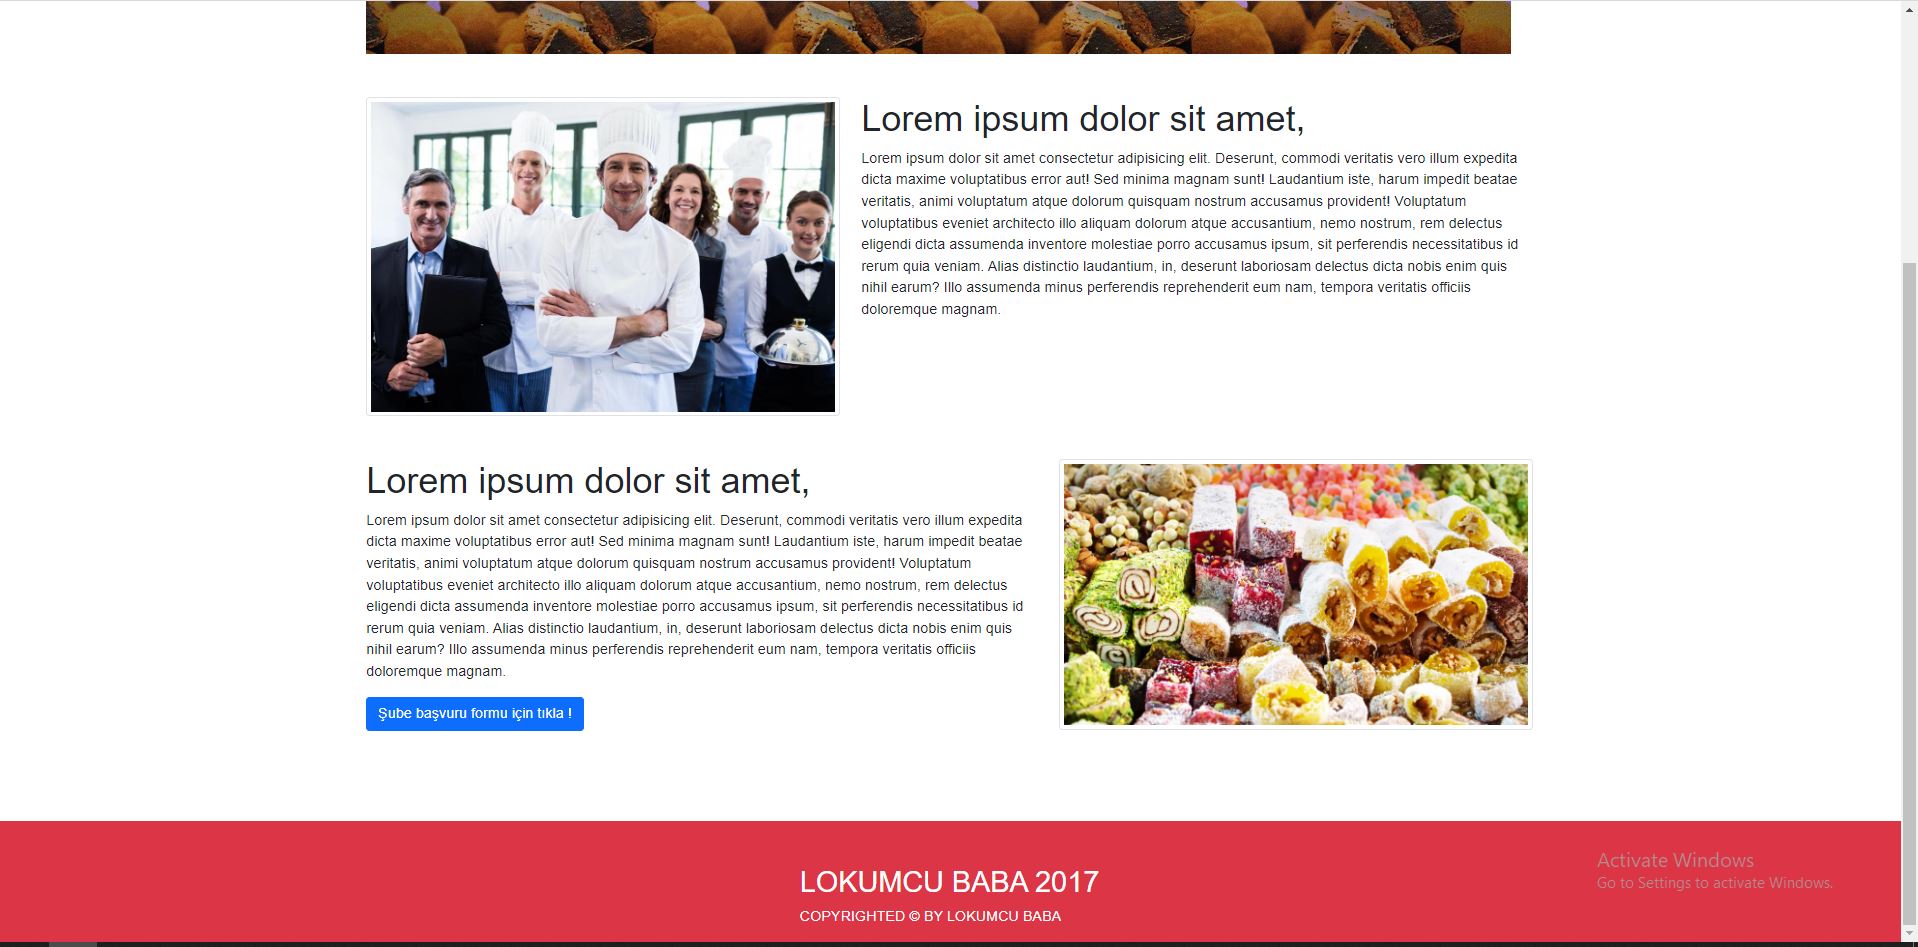 Lorem ipsum dolor sit amet,
Lorem ipsum dolor sit amet consectetur adipisicing elit. Deserunt, commodi veritatis vero illum expedita
dicta maxime voluptatibus error aut! Sed minima magnam sunt! Laudantium iste, harum impedit beatae
veritatis, animi voluptatum atque dolorum quisquam nostrum accusamus provident! Voluptatum
voluptatibus eveniet architecto illo aliquam dolorum atque accusantium, nemo nostrum, rem delectus
eligendi dicta assumenda inventore molestiae porro accusamus ipsum, sit perferendis necessitatibus id
rerum quia veniam. Alias distinctio laudantium, in, deserunt laboriosam delectus dicta nobis enim quis
nihil earum? Illo assumenda minus perferendis reprehenderit eum nam, tempora veritatis officiis
doloremque magnam.
Lorem ipsum dolor sit amet,
Lorem ipsum dolor sit amet consectetur adipisicing elit. Deserunt, commodi veritatis vero illum expedita
dicta maxime voluptatibus error aut! Sed minima magnam sunt! Laudantium iste, harum impedit beatae
veritatis, animi voluptatum atque dolorum quisquam nostrum accusamus provident! Voluptatum
voluptatibus eveniet architecto illo aliquam dolorum atque accusantium, nemo nostrum, rem delectus
eligendi dicta assumenda inventore molestiae porro accusamus ipsum, sit perferendis necessitatibus id
rerum quia veniam. Alias distinctio laudantium, in, deserunt laboriosam delectus dicta nobis enim quis
nihil earum? Illo assumenda minus perferendis reprehenderit eum nam, tempora veritatis officiis
doloremque magnam.
Şube başvuru formu için tıkla !
LOKUMCU BABA 2017
COPYRIGHTED © BY LOKUMCU BABA
Activate Windows
Go to Settings to activate Windows.